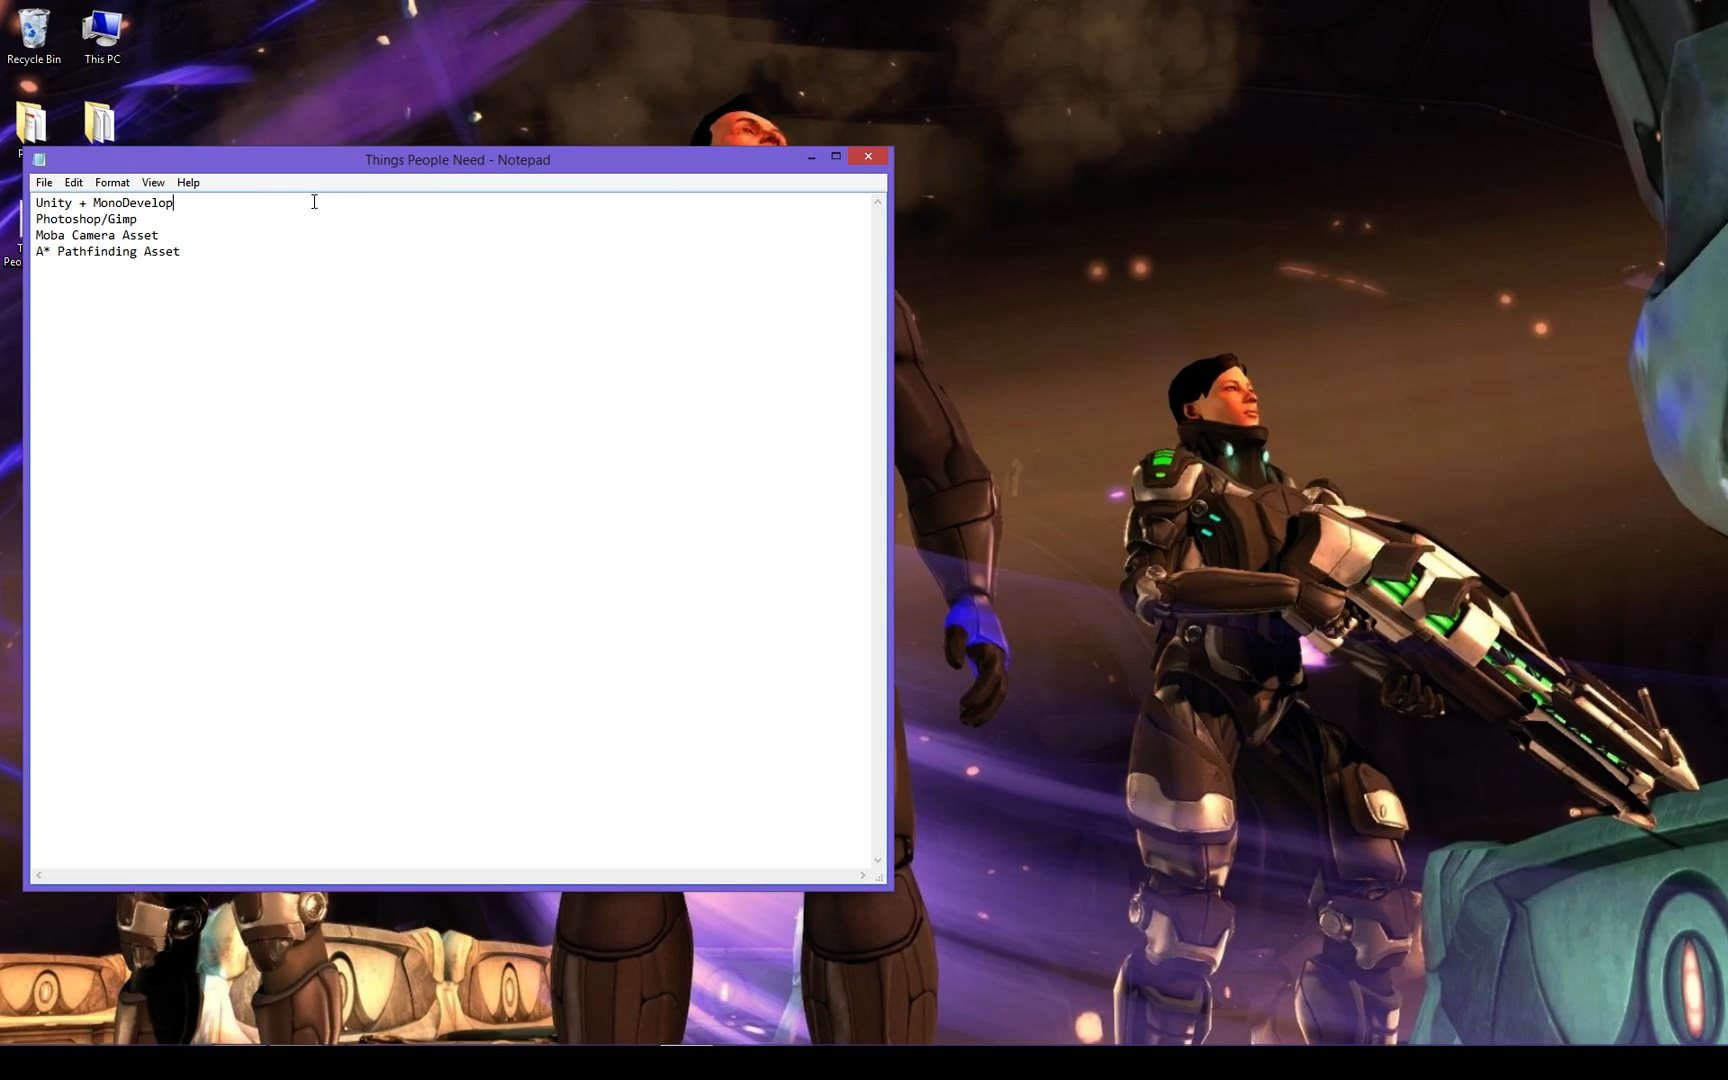 Recycle Bin
This PC
Things People Need - Notepad
File Edit Format View Help
Unity + MonoDevelop
Photoshop/Gimp
Moba Camera Asset
A* Pathfinding Asset